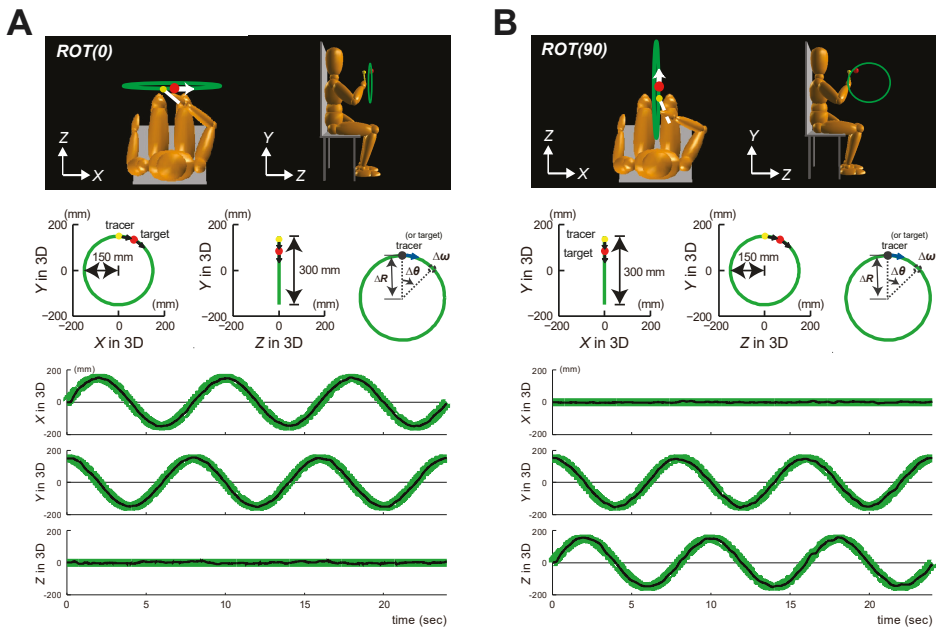 A
ROT(0)
Z
X
Y
Z
(mm)
200
tracer
target
150 mm
Y in 3D
0
(mm)
−200
−200
0
200
X in 3D
(mm)
200
Y in 3D
0
300 mm
(mm)
−200
−200
0
200
Z in 3D
(or target)
tracer
Δω
ΔR
Δθ
(mm)
200
X in 3D
0
-200
200
Y in 3D
0
-200
200
Z in 3D
0
-200
0
5
10
15
20
time (sec)
B
ROT(90)
Z
X
Y
Z
(mm)
200
tracer
target
Y in 3D
0
300 mm
(mm)
−200
−200
0
200
X in 3D
(mm)
200
150 mm
Y in 3D
0
(mm)
−200
−200
0
200
Z in 3D
(or target)
tracer
Δω
ΔR
Δθ
(mm)
200
X in 3D
0
-200
200
Y in 3D
0
-200
200
Z in 3D
0
-200
0
5
10
15
20
time (sec)